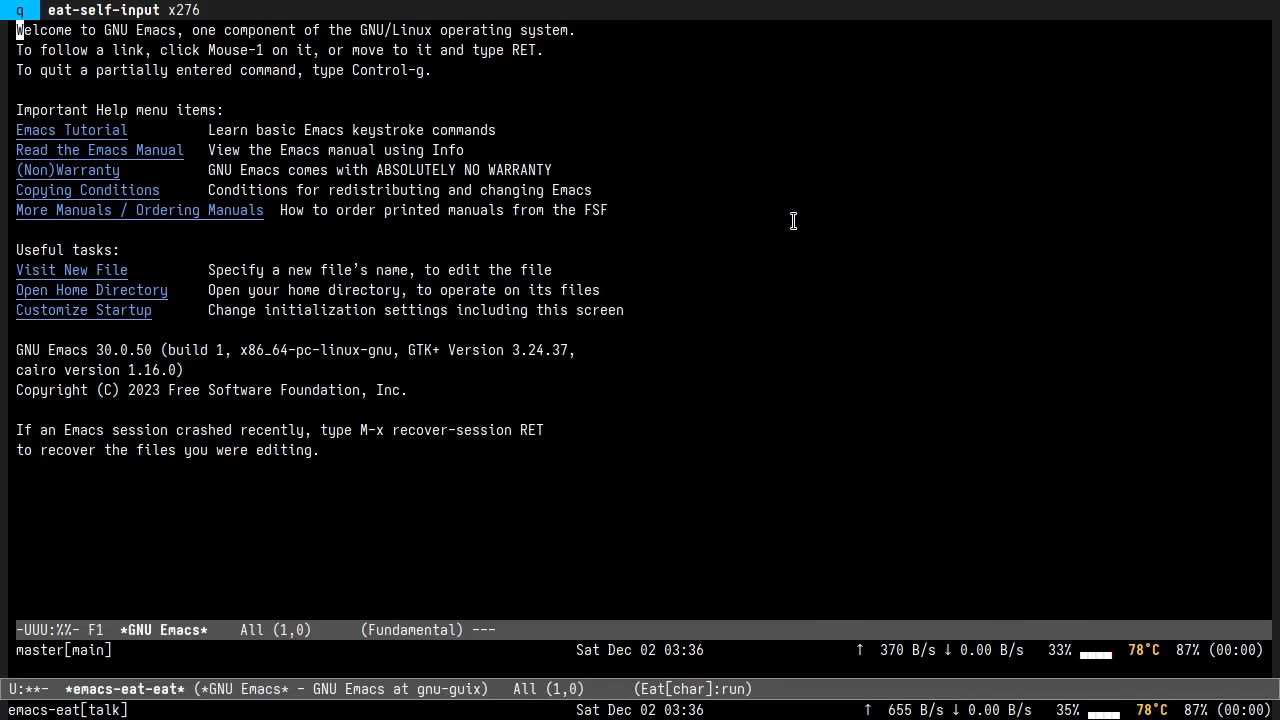 q eat-self-input x276
Welcome to GNU Emacs, one component of the GNU/Linux operating system.
To follow a link, click Mouse-1 on it, or move to it and type RET.
To quit a partially entered command, type Control-g.
Important Help menu items:
Emacs Tutorial Learn basic Emacs keystroke commands
Read the Emacs Manual View the Emacs manual using Info
(Non)Warranty GNU Emacs comes with ABSOLUTELY NO WARRANTY
Copying Conditions Conditions for redistributing and changing Emacs
More Manuals / Ordering Manuals How to order printed manuals from the FSF
Useful tasks:
Visit New File Specify a new file’s name, to edit the file
Open Home Directory Open your home directory, to operate on its files
Customize Startup Change initialization settings including this screen
GNU Emacs 30.0.50 (build 1, x86_64-pc-linux-gnu, GTK+ Version 3.24.37,
cairo version 1.16.0)
Copyright (C) 2023 Free Software Foundation, Inc.
If an Emacs session crashed recently, type M-x recover-session RET
to recover the files you were editing.
-UUU:%%- F1 *GNU Emacs* All (1,0) (Fundamental) ---
master[main] Sat Dec 02 03:36 ↑ 370 B/s ↓ 0.00 B/s 33% 78°C 87% (00:00)
U:**- *emacs-eat-eat* (*GNU Emacs* - GNU Emacs at gnu-guix) All (1,0) (Eat[char]:run)
emacs-eat[talk] Sat Dec 02 03:36 ↑ 655 B/s ↓ 0.00 B/s 35% 78°C 87% (00:00)